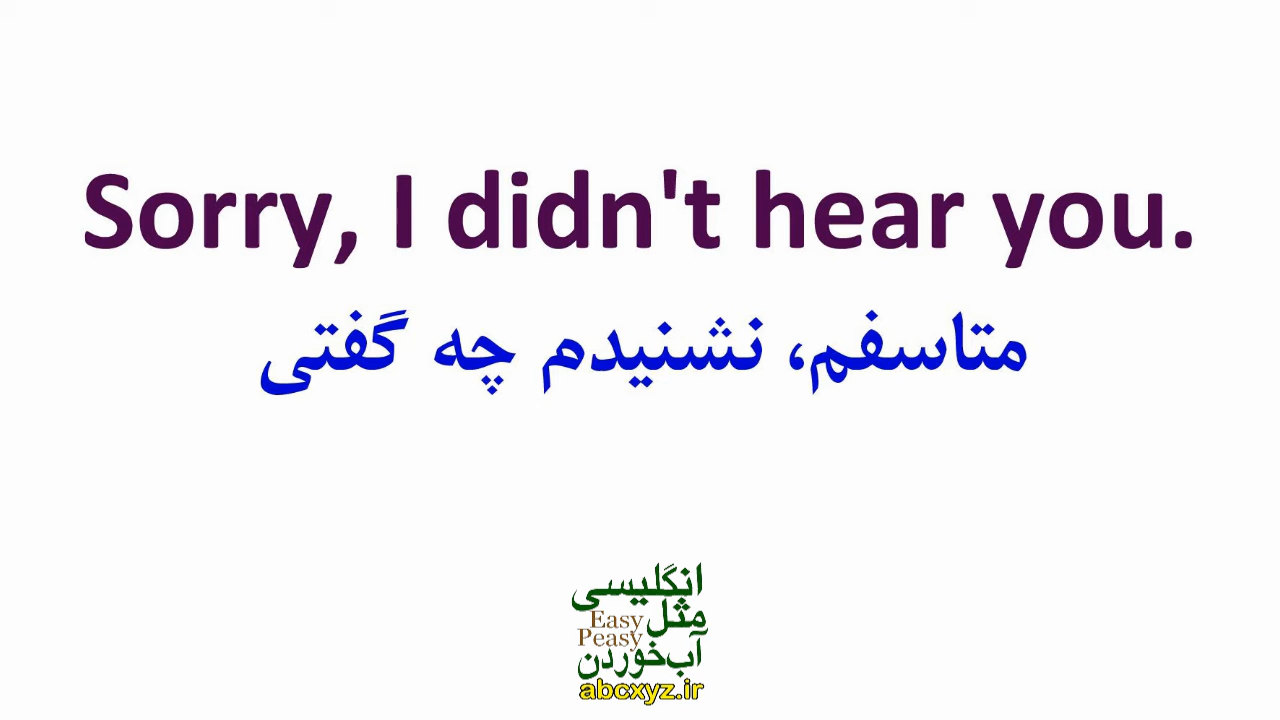 Sorry, I didn't hear you.
متاسفم، نشنیدم چه گفتی
انگلیسی
مثل Easy
Peasy
آب‌خوردن
abcxyz.ir